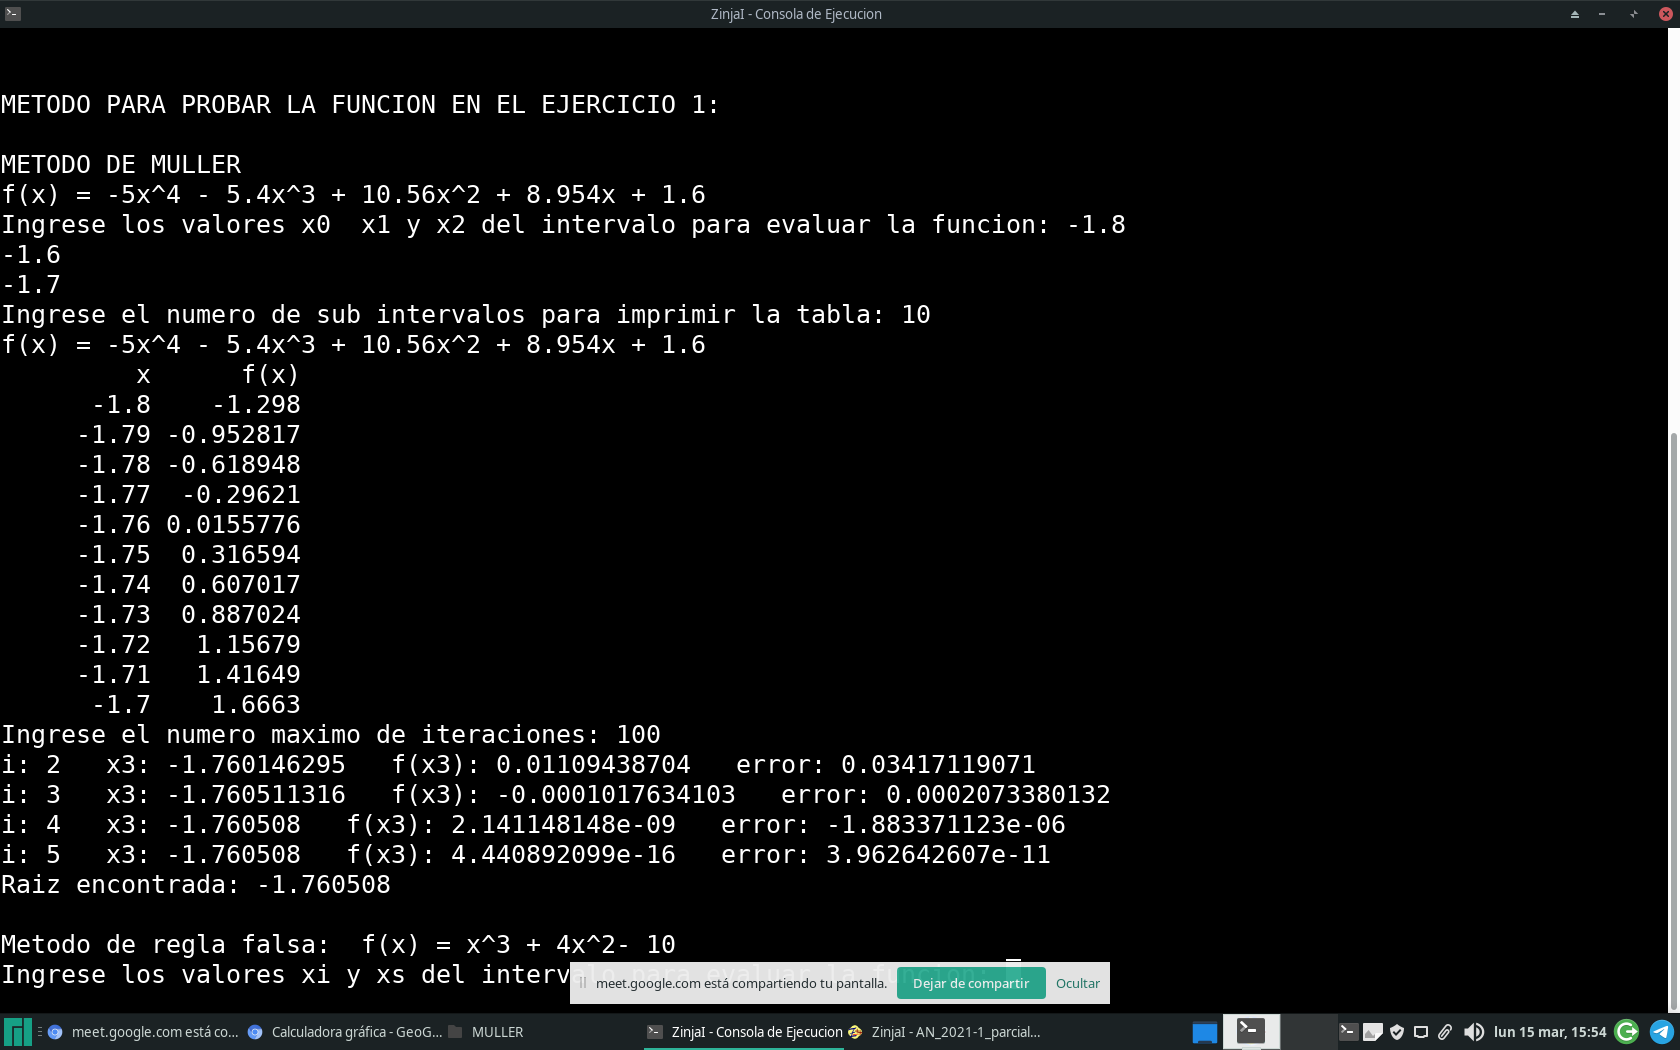 ZinjaI - Consola de Ejecucion
METODO PARA PROBAR LA FUNCION EN EL EJERCICIO 1:
METODO DE MULLER
f(x) = -5x^4 - 5.4x^3 + 10.56x^2 + 8.954x + 1.6
Ingrese los valores x0  x1 y x2 del intervalo para evaluar la funcion: -1.8
-1.6
-1.7
Ingrese el numero de sub intervalos para imprimir la tabla: 10
f(x) = -5x^4 - 5.4x^3 + 10.56x^2 + 8.954x + 1.6
x f(x)
-1.8 -1.298
-1.79 -0.952817
-1.78 -0.618948
-1.77 -0.29621
-1.76 0.0155776
-1.75 0.316594
-1.74 0.607017
-1.73 0.887024
-1.72 1.15679
-1.71 1.41649
-1.7 1.6663
Ingrese el numero maximo de iteraciones: 100
i: 2   x3: -1.760146295   f(x3): 0.01109438704   error: 0.03417119071
i: 3   x3: -1.760511316   f(x3): -0.0001017634103   error: 0.0002073380132
i: 4   x3: -1.760508   f(x3): 2.141148148e-09   error: -1.883371123e-06
i: 5   x3: -1.760508   f(x3): 4.440892099e-16   error: 3.962642607e-11
Raiz encontrada: -1.760508
Metodo de regla falsa:  f(x) = x^3 + 4x^2- 10
Ingrese los valores xi y xs del intervalo para evaluar la funcion:
meet.google.com está compartiendo tu pantalla. Dejar de compartir Ocultar
meet.google.com está co... Calculadora gráfica - GeoG... MULLER ZinjaI - Consola de Ejecucion ZinjaI - AN_2021-1_parcial... lun 15 mar, 15:54